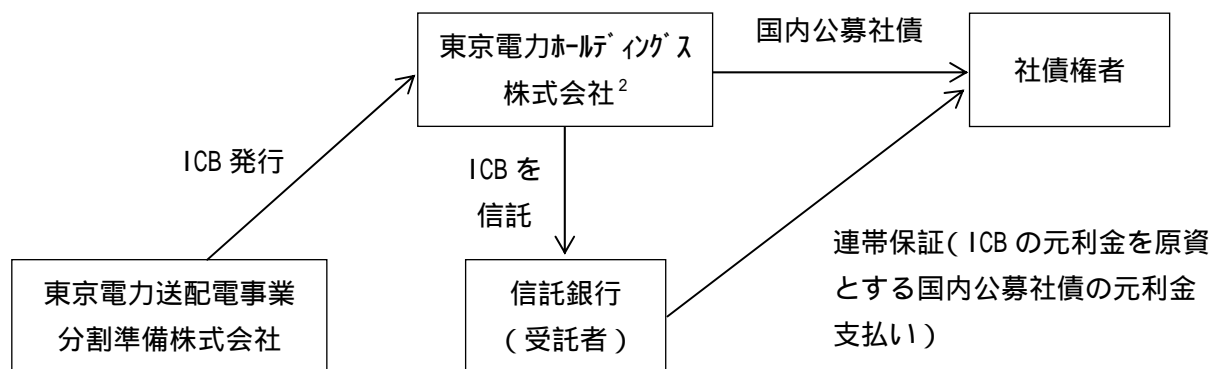 東京電力ﾎｰﾙﾃﾞｨﾝｸﾞｽ
株式会社2
国内公募社債
社債権者
ICB 発行
ICB を
信託
連帯保証(ICB の元利金を原資
とする国内公募社債の元利金
支払い)
東京電力送配電事業
分割準備株式会社
信託銀行
(受託者)